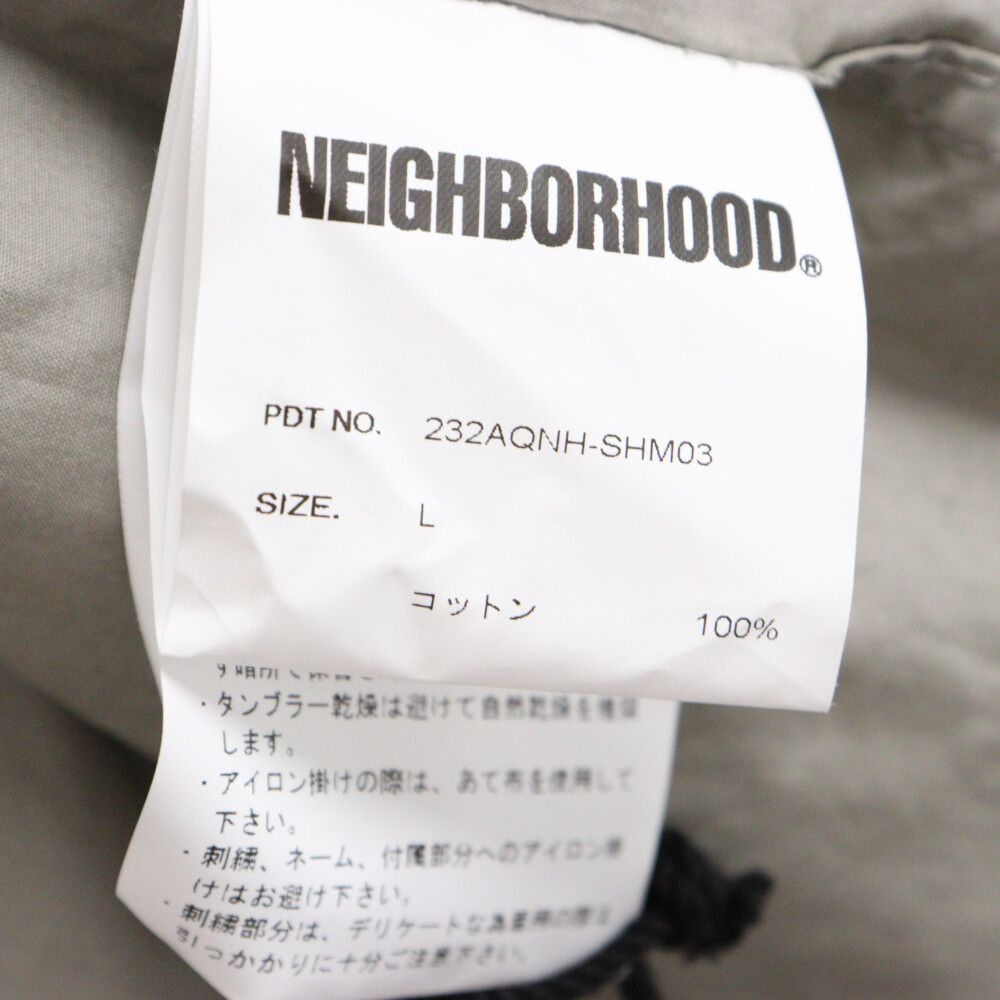 NEIGHBORHOOD®
PDT NO. 232AQNH-SHM03
SIZE. L
コットン 100%
・タンブラー乾燥は避けて自然乾燥を推奨
します。
・アイロン掛けの際は、あて布を使用して
下さい。
・刺繍、ネーム、付属部分へのアイロン掛
けはお避け下さい。
・刺繍部分は、デリケートな為着用の際は
引っかかりに十分ご注意下さい。